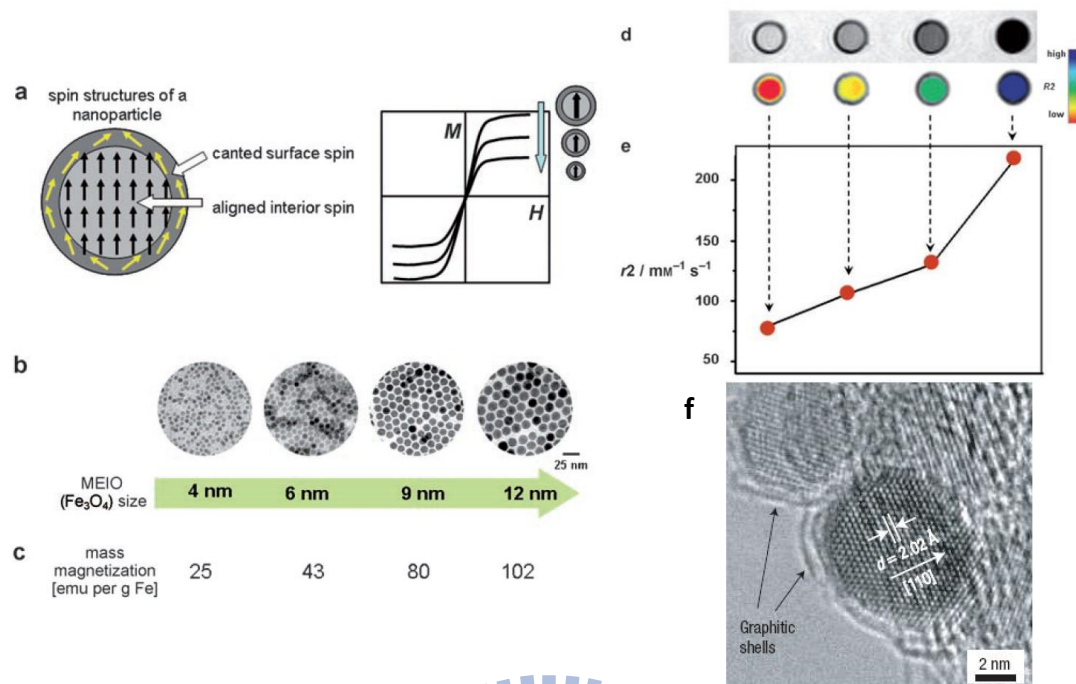 a
spin structures of a
nanoparticle
canted surface spin
aligned interior spin
M
H
b
25 nm
MEIO
(Fe₃O₄) size
4 nm
6 nm
9 nm
12 nm
c
mass
magnetization
[emu per g Fe]
25
43
80
102
d
high
R2
low
e
200
150
100
50
r2 / mM⁻¹ s⁻¹
f
d = 2.02 Å
[110]
Graphitic
shells
2 nm